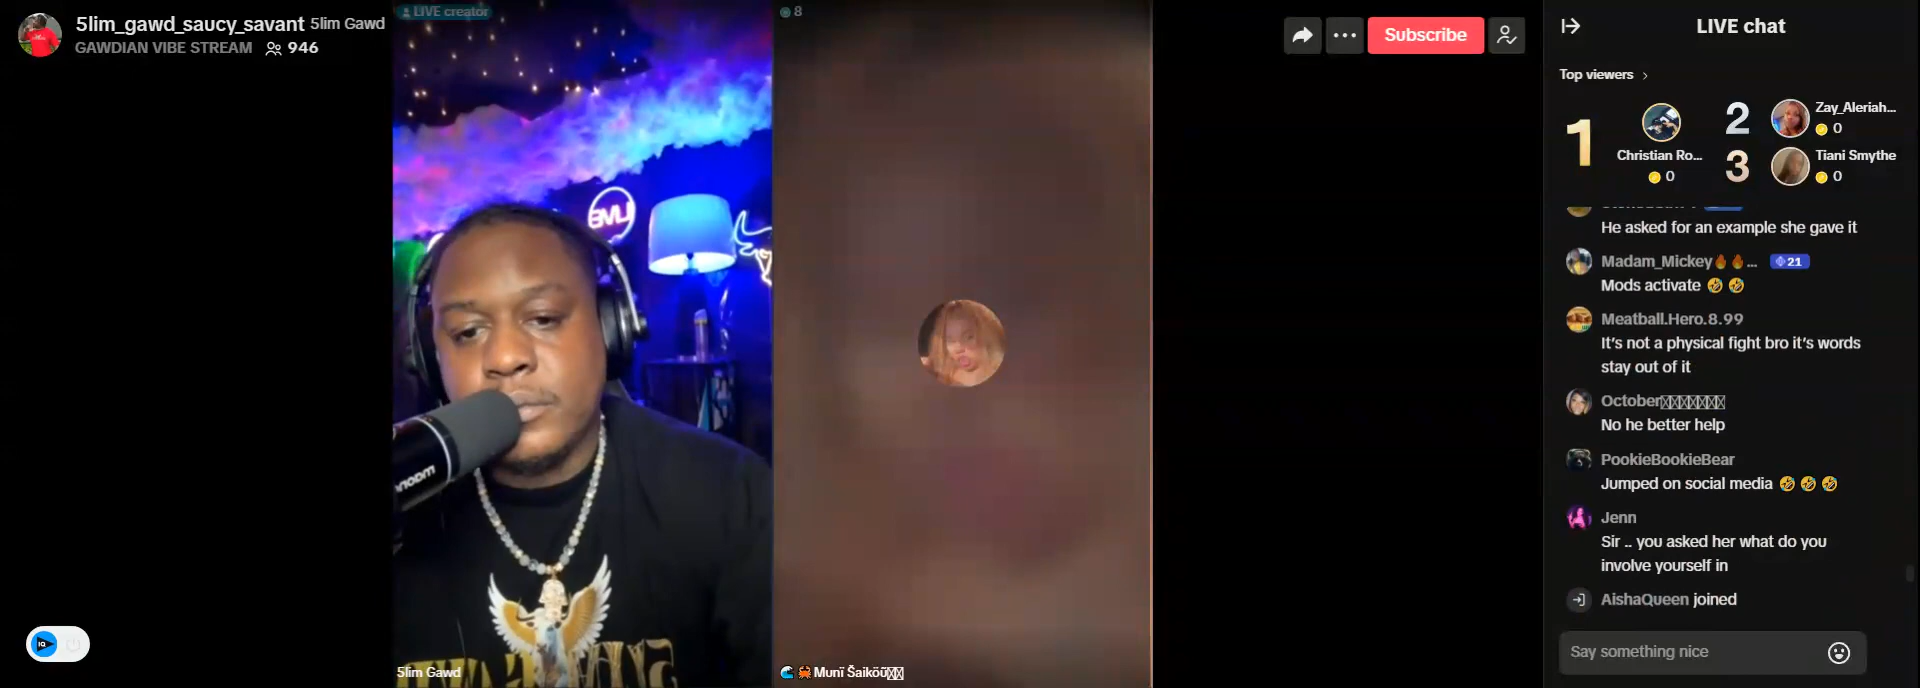 5lim_gawd_saucy_savant 5lim Gawd
GAWDIAN VIBE STREAM 946
LIVE creator
8
LIVE
5lim Gawd
Munï Šaiköū
Subscribe
LIVE chat
Top viewers
1
Christian Ro...
0
2
Zay_Aleriah...
0
3
Tiani Smythe
0
He asked for an example she gave it
Madam_Mickey🔥🔥... 21
Mods activate 🤣🤣
Meatball.Hero.8.99
It's not a physical fight bro it's words
stay out of it
October
No he better help
PookieBookieBear
Jumped on social media 🤣🤣🤣
Jenn
Sir .. you asked her what do you
involve yourself in
AishaQueen joined
Say something nice